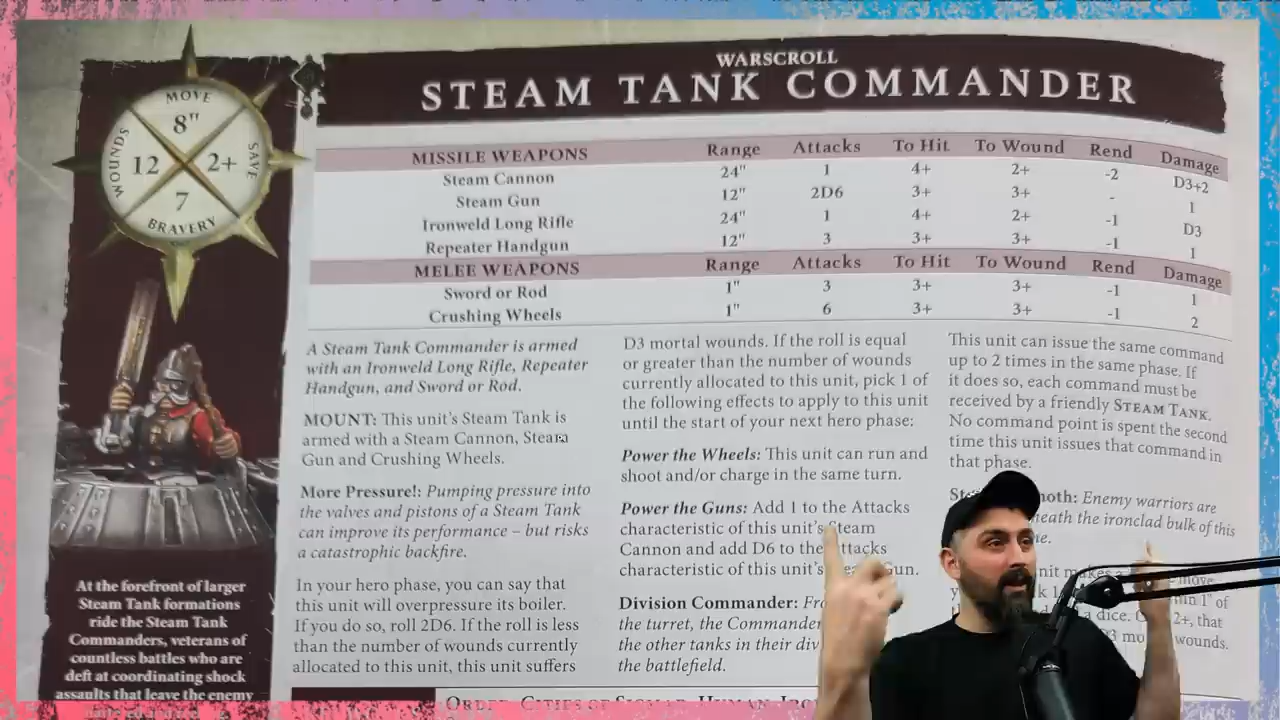 WARSCROLL
STEAM TANK COMMANDER
MOVE
8"
WOUNDS 12 2+ SAVE
7
BRAVERY
MISSILE WEAPONS Range Attacks To Hit To Wound Rend Damage
Steam Cannon 24" 1 4+ 2+ -2 D3+2
Steam Gun 12" 2D6 3+ 3+ - 1
Ironweld Long Rifle 24" 1 4+ 2+ -1 D3
Repeater Handgun 12" 3 3+ 3+ -1 1
MELEE WEAPONS Range Attacks To Hit To Wound Rend Damage
Sword or Rod 1" 3 3+ 3+ -1 1
Crushing Wheels 1" 6 3+ 3+ -1 2
At the forefront of larger
Steam Tank formations
ride the Steam Tank
Commanders, veterans of
countless battles who are
deft at coordinating shock
assaults that leave the enemy
A Steam Tank Commander is armed
with an Ironweld Long Rifle, Repeater
Handgun, and Sword or Rod.
MOUNT: This unit's Steam Tank is
armed with a Steam Cannon, Steam
Gun and Crushing Wheels.
More Pressure!: Pumping pressure into
the valves and pistons of a Steam Tank
can improve its performance – but risks
a catastrophic backfire.
In your hero phase, you can say that
this unit will overpressure its boiler.
If you do so, roll 2D6. If the roll is less
than the number of wounds currently
allocated to this unit, this unit suffers
D3 mortal wounds. If the roll is equal
or greater than the number of wounds
currently allocated to this unit, pick 1 of
the following effects to apply to this unit
until the start of your next hero phase:
Power the Wheels: This unit can run and
shoot and/or charge in the same turn.
Power the Guns: Add 1 to the Attacks
characteristic of this unit's Steam
Cannon and add D6 to the Attacks
characteristic of this unit's Gun.
Division Commander:
the turret, the Commander
the other tanks in their
the battlefield.
This unit can issue the same command
up to 2 times in the same phase. If
it does so, each command must be
received by a friendly STEAM TANK.
No command point is spent the second
time this unit issues that command in
that phase.
Enemy warriors are
the ironclad bulk of this
move
1" of
dice. 2+, that
wounds.